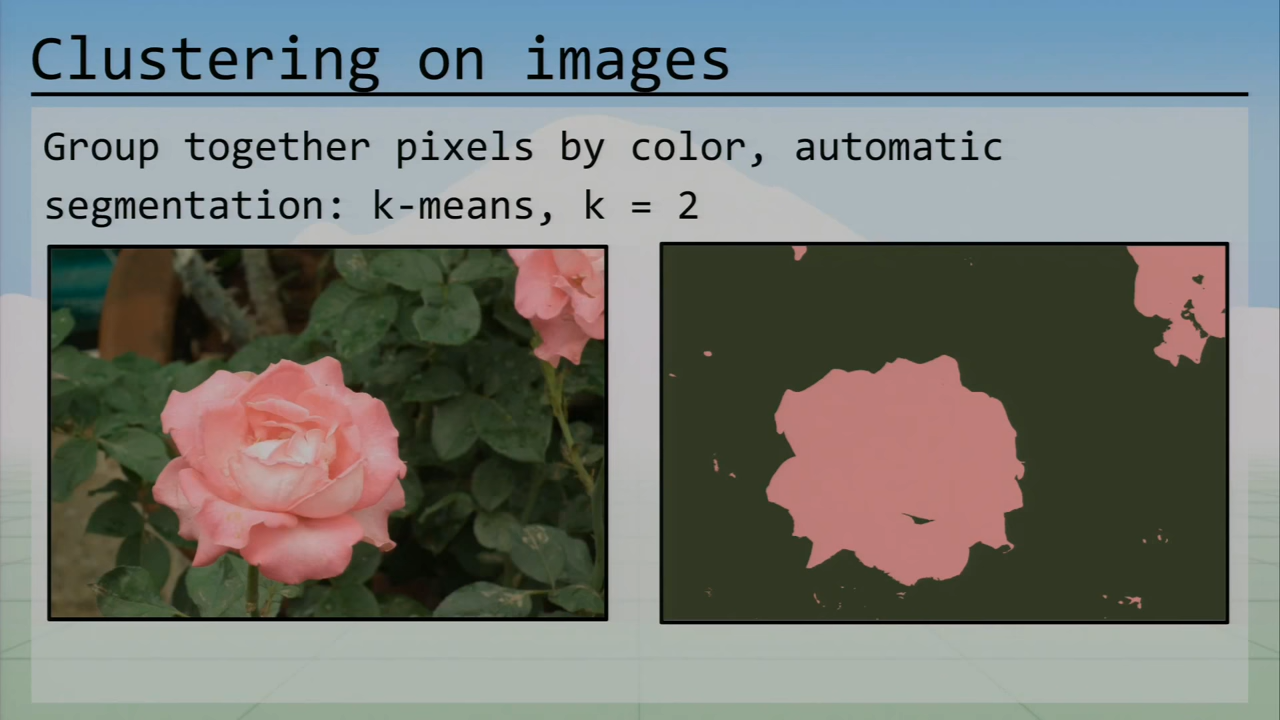 Clustering on images
Group together pixels by color, automatic
segmentation: k-means, k = 2